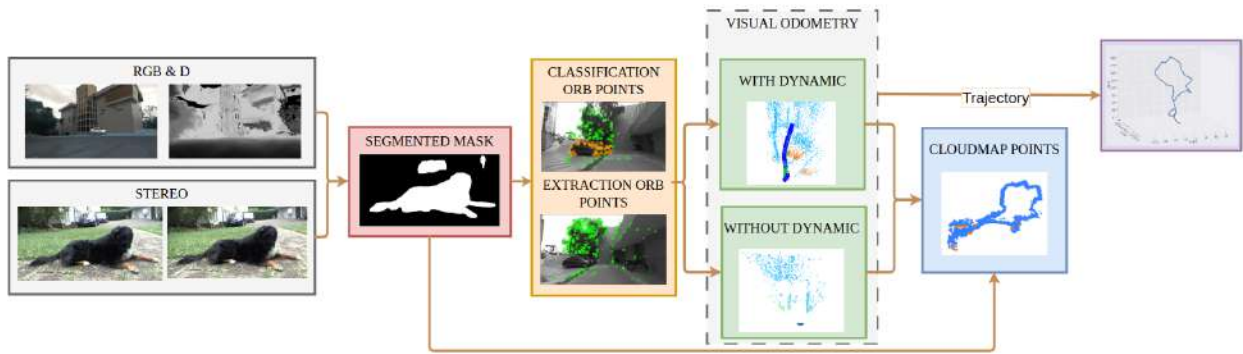 VISUAL ODOMETRY
RGB & D
CLASSIFICATION
ORB POINTS
WITH DYNAMIC
Trajectory
SEGMENTED MASK
CLOUDMAP POINTS
STEREO
EXTRACTION ORB
POINTS
WITHOUT DYNAMIC